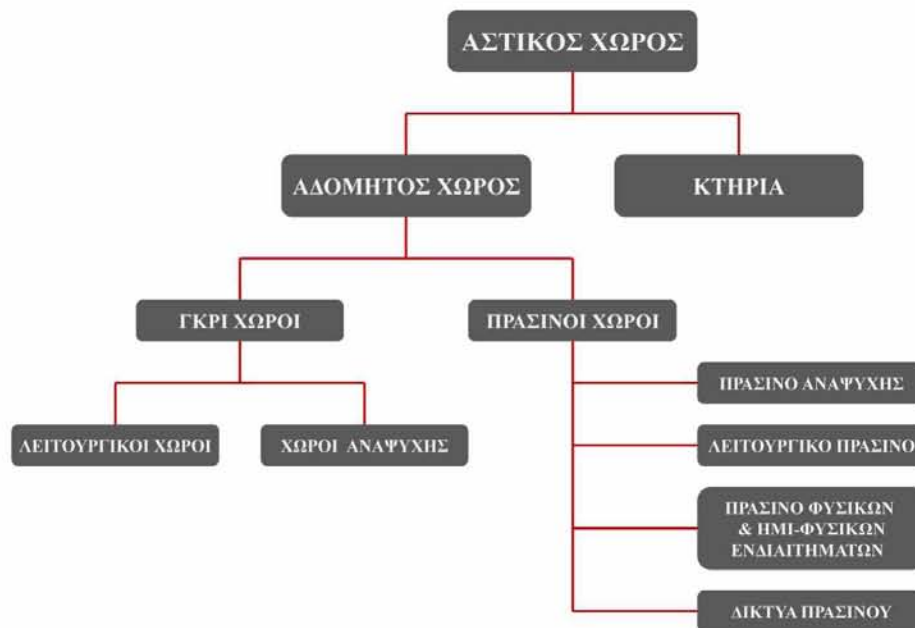 ΑΣΤΙΚΟΣ ΧΩΡΟΣ
ΑΔΟΜΗΤΟΣ ΧΩΡΟΣ
ΚΤΗΡΙΑ
ΓΚΡΙ ΧΩΡΟΙ
ΠΡΑΣΙΝΟΙ ΧΩΡΟΙ
ΛΕΙΤΟΥΡΓΙΚΟΙ ΧΩΡΟΙ
ΧΩΡΟΙ ΑΝΑΨΥΧΗΣ
ΠΡΑΣΙΝΟ ΑΝΑΨΥΧΗΣ
ΛΕΙΤΟΥΡΓΙΚΟ ΠΡΑΣΙΝΟ
ΠΡΑΣΙΝΟ ΦΥΣΙΚΩΝ
& ΗΜΙ-ΦΥΣΙΚΩΝ
ΕΝΔΙΑΙΤΗΜΑΤΩΝ
ΔΙΚΤΥΑ ΠΡΑΣΙΝΟΥ